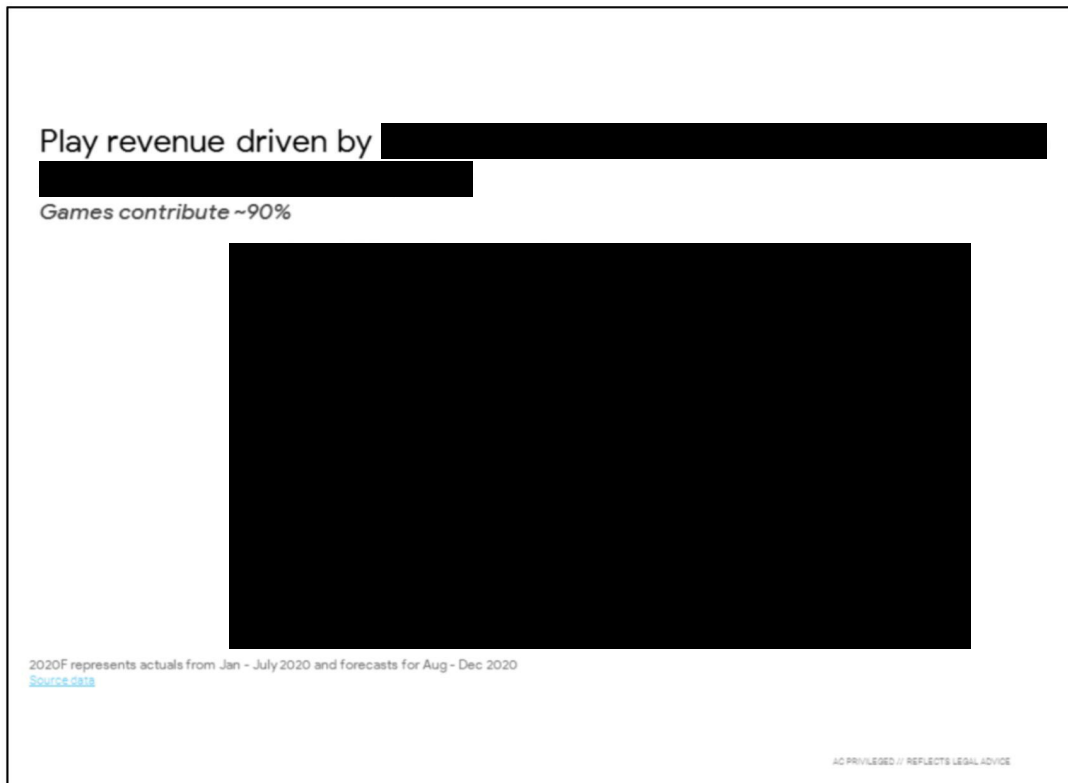 Play revenue driven by
Games contribute ~90%
2020F represents actuals from Jan - July 2020 and forecasts for Aug - Dec 2020
Source data
AC PRIVILEGED // REFLECTS LEGAL ADVICE